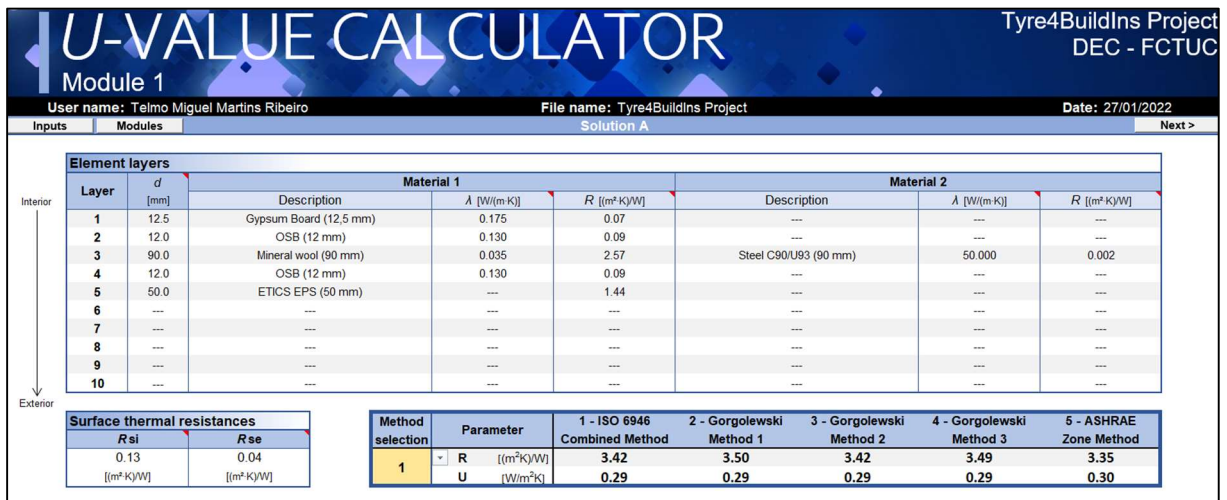 U-VALUE CALCULATOR
Tyre4BuildIns Project
DEC - FCTUC
Module 1
User name: Telmo Miguel Martins Ribeiro File name: Tyre4BuildIns Project Date: 27/01/2022
Inputs Modules Solution A Next >
Element layers
Layer d [mm] Material 1 Material 2
Description λ [W/(m·K)] R [(m²·K)/W] Description λ [W/(m·K)] R [(m²·K)/W]
Interior
1 12.5 Gypsum Board (12,5 mm) 0.175 0.07 --- --- ---
2 12.0 OSB (12 mm) 0.130 0.09 --- --- ---
3 90.0 Mineral wool (90 mm) 0.035 2.57 Steel C90/U93 (90 mm) 50.000 0.002
4 12.0 OSB (12 mm) 0.130 0.09 --- --- ---
5 50.0 ETICS EPS (50 mm) --- 1.44 --- --- ---
6 --- --- --- --- --- --- ---
7 --- --- --- --- --- --- ---
8 --- --- --- --- --- --- ---
9 --- --- --- --- --- --- ---
10 --- --- --- --- --- --- ---
Exterior
Surface thermal resistances
Rsi Rse
0.13 0.04
[(m²·K)/W] [(m²·K)/W]
Method selection Parameter 1 - ISO 6946 Combined Method 2 - Gorgolewski Method 1 3 - Gorgolewski Method 2 4 - Gorgolewski Method 3 5 - ASHRAE Zone Method
1 R [(m²K)/W] 3.42 3.50 3.42 3.49 3.35
U [W/m²K] 0.29 0.29 0.29 0.29 0.30